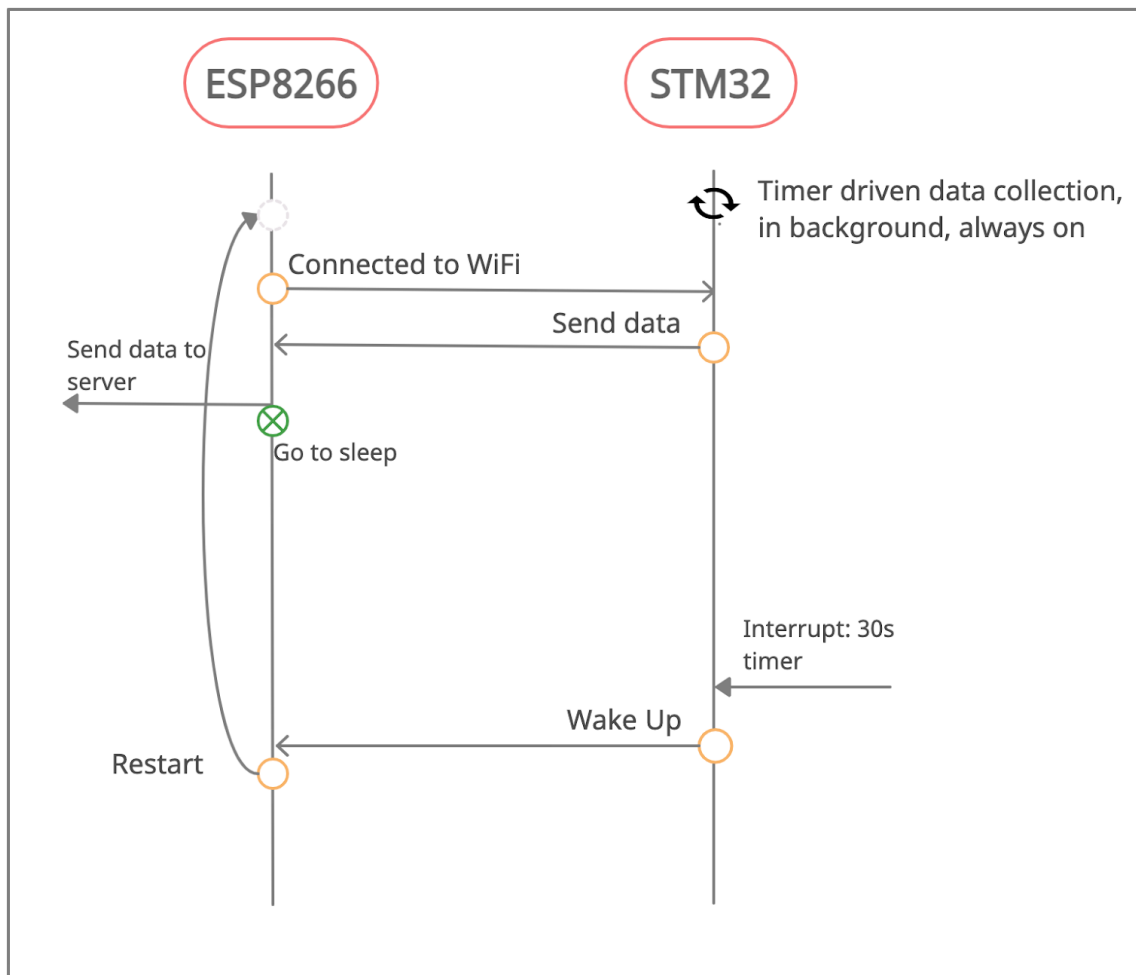 ESP8266
STM32
Timer driven data collection,
in background, always on
Connected to WiFi
Send data
Send data to
server
Go to sleep
Interrupt: 30s
timer
Wake Up
Restart